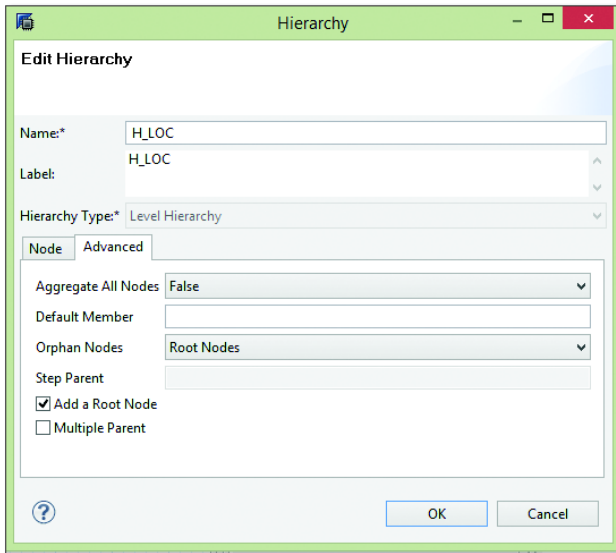 Hierarchy
Edit Hierarchy
Name:* H_LOC
Label: H_LOC
Hierarchy Type:* Level Hierarchy
Node Advanced
Aggregate All Nodes False
Default Member
Orphan Nodes Root Nodes
Step Parent
Add a Root Node
Multiple Parent
? OK Cancel